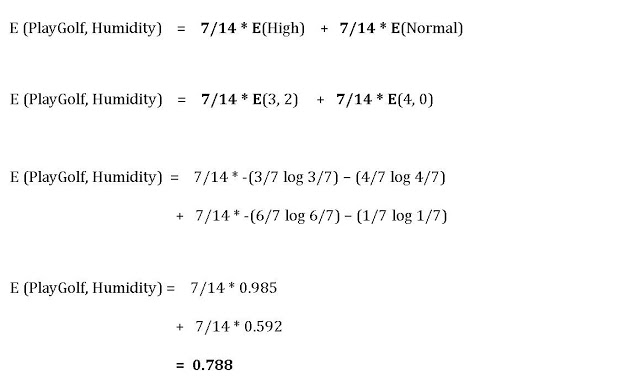 E (PlayGolf, Humidity) = 7/14 * E(High) + 7/14 * E(Normal)
E (PlayGolf, Humidity) = 7/14 * E(3, 2) + 7/14 * E(4, 0)
E (PlayGolf, Humidity) = 7/14 * -(3/7 log 3/7) – (4/7 log 4/7)
+ 7/14 * -(6/7 log 6/7) – (1/7 log 1/7)
E (PlayGolf, Humidity) = 7/14 * 0.985
+ 7/14 * 0.592
= 0.788